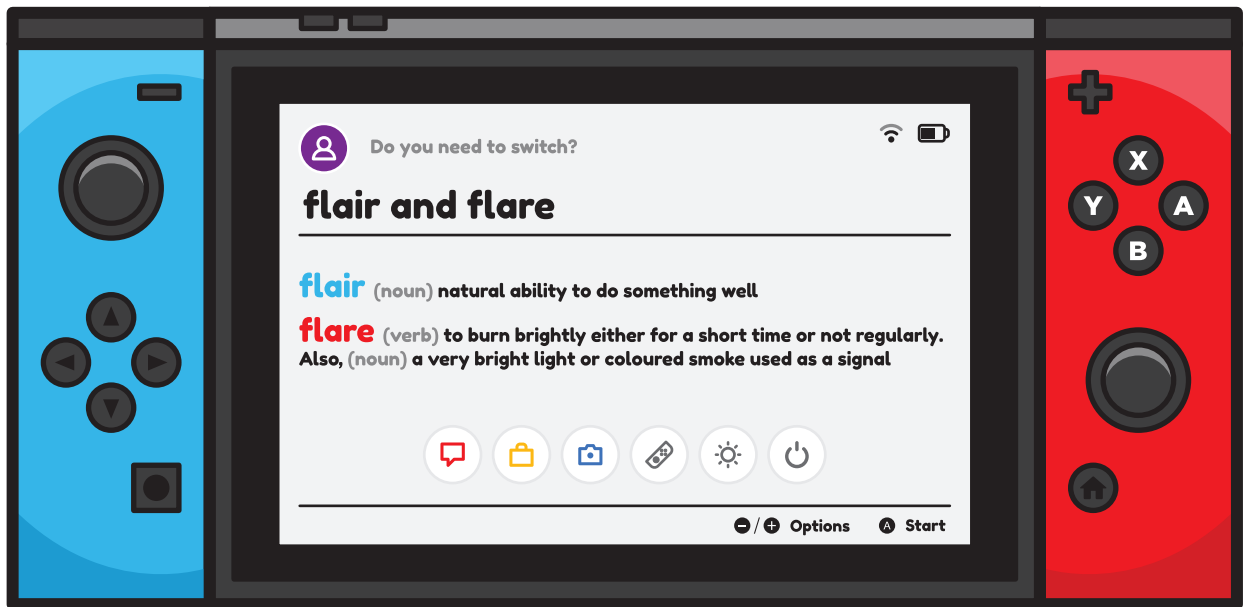 Do you need to switch?
flair and flare
flair (noun) natural ability to do something well
flare (verb) to burn brightly either for a short time or not regularly.
Also, (noun) a very bright light or coloured smoke used as a signal
X
Y A
B
/ Options A Start